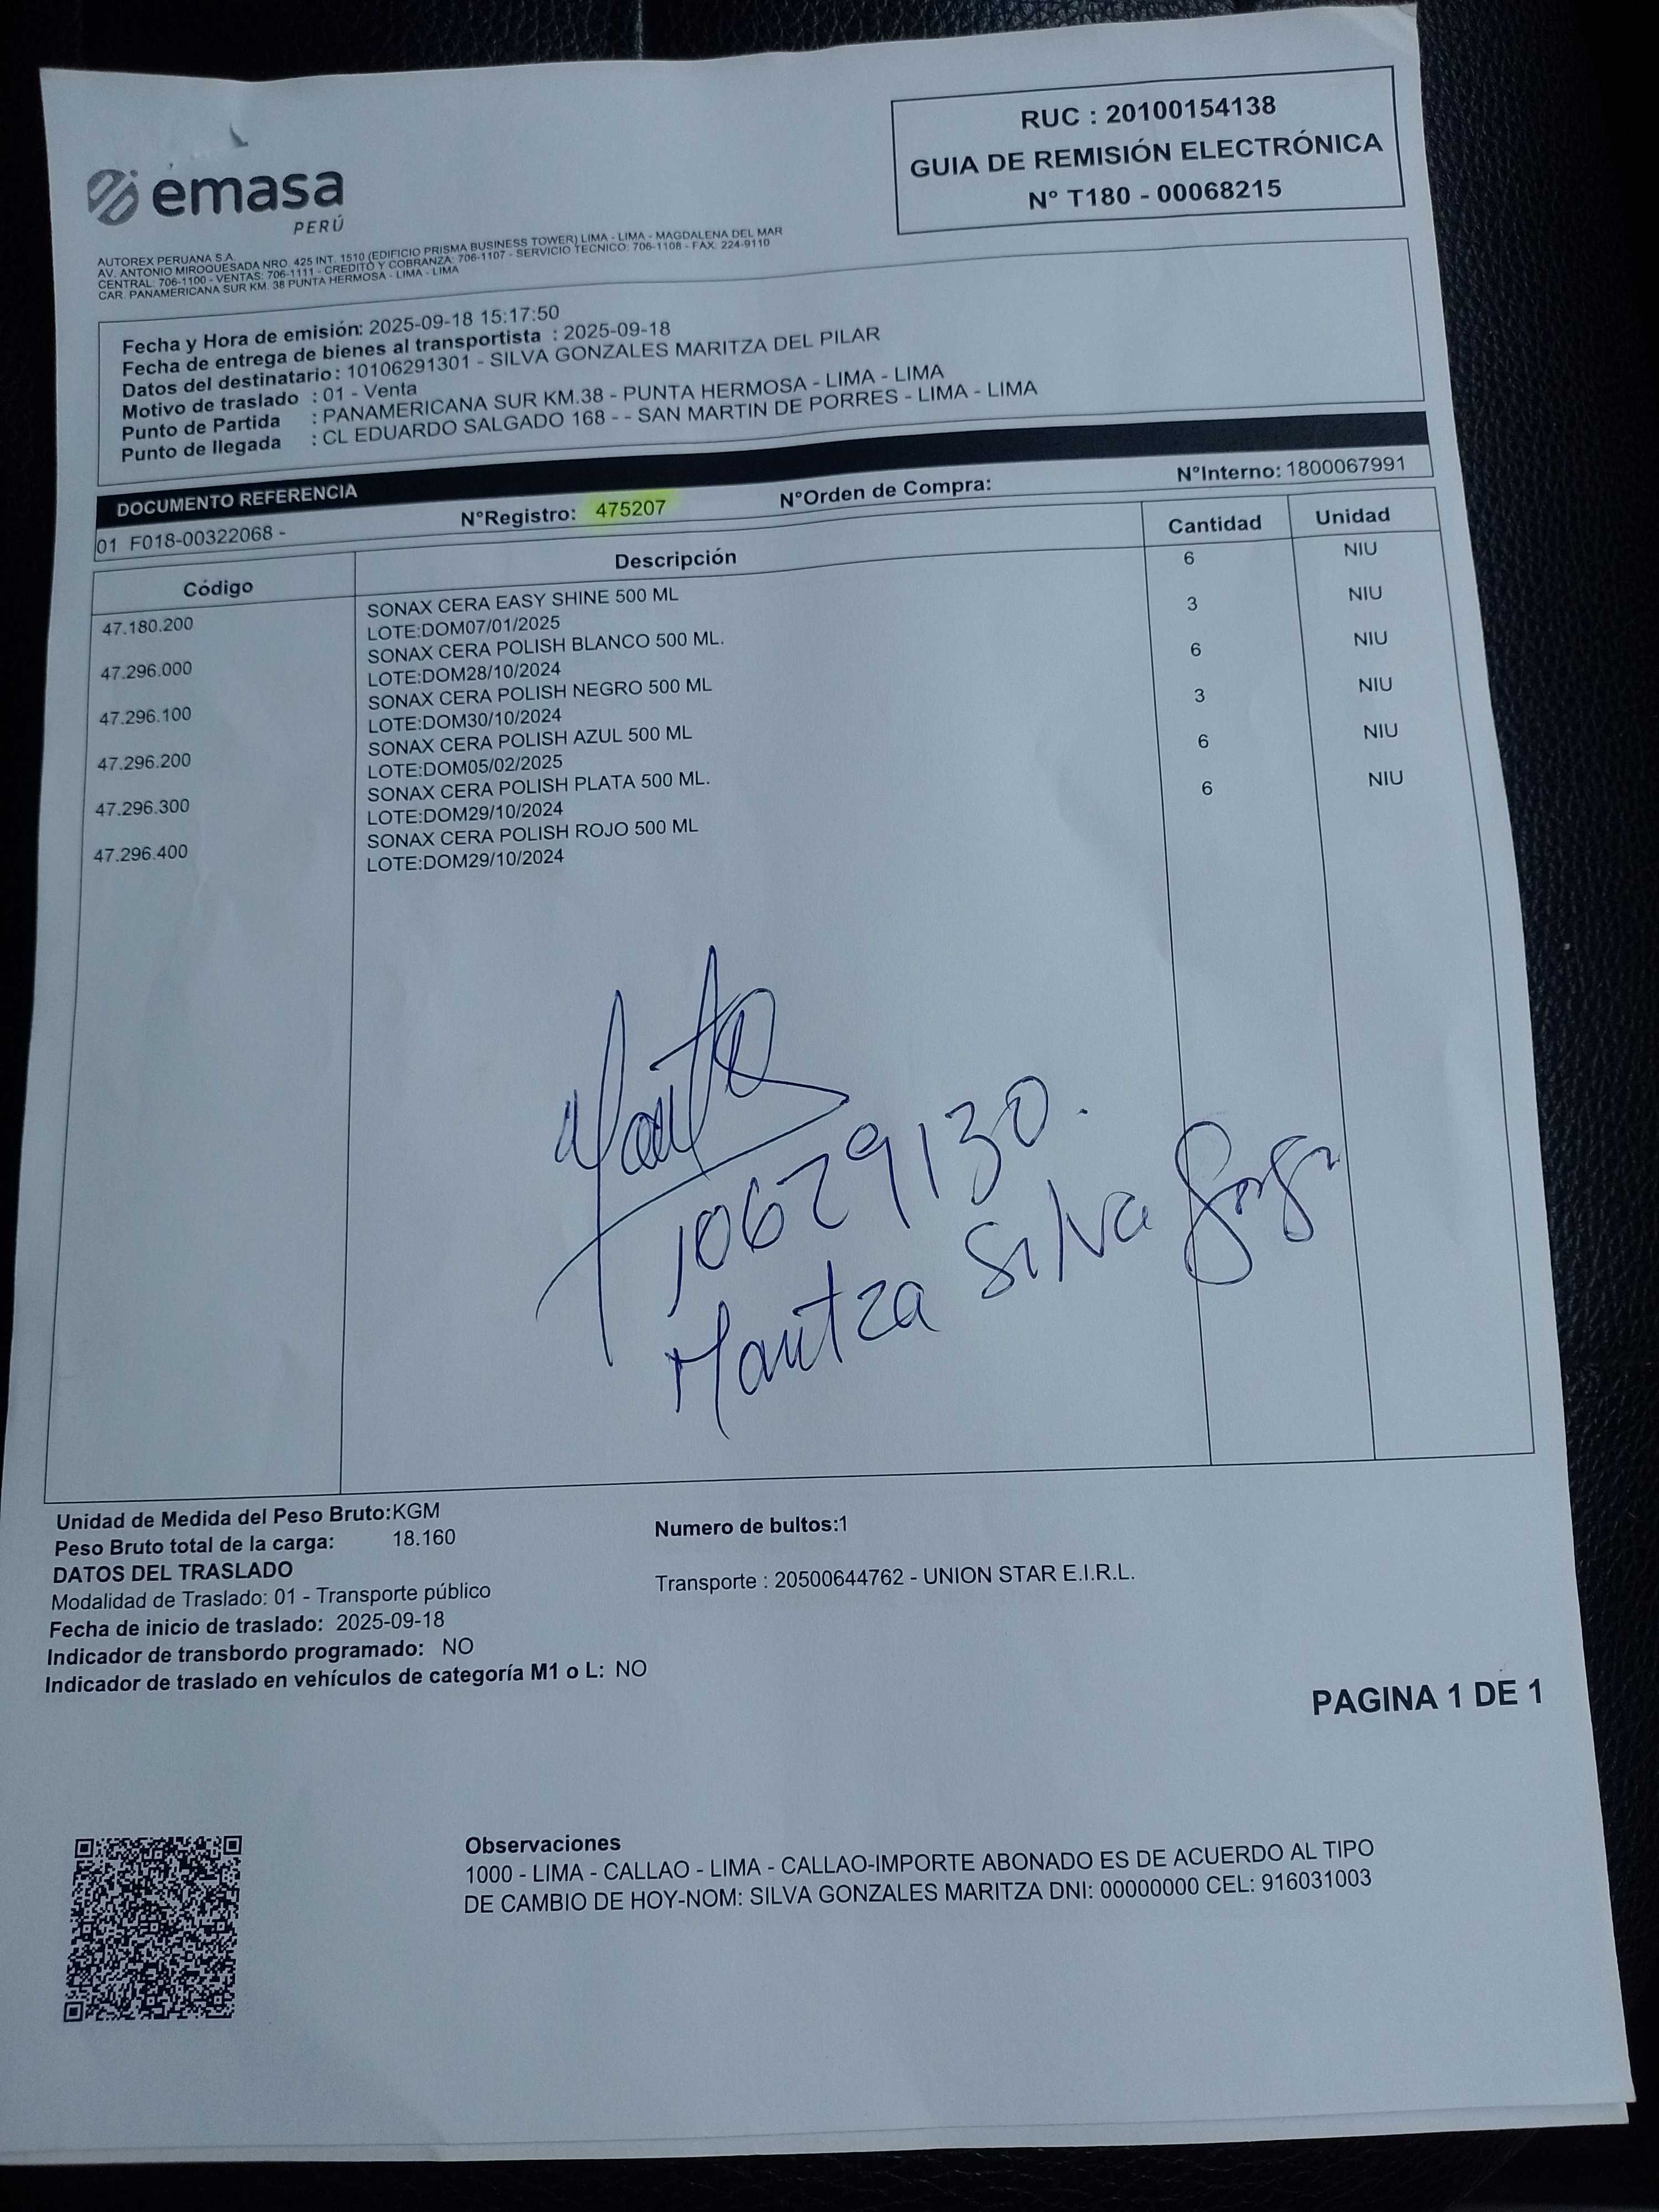 emasa
PERÚ
RUC : 20100154138
GUIA DE REMISIÓN ELECTRÓNICA
N° T180 - 00068215
AUTOREX PERUANA S.A.
AV. ANTONIO MIROQUESADA NRO. 425 INT. 1510 (EDIFICIO PRISMA BUSINESS TOWER) LIMA - LIMA - MAGDALENA DEL MAR
CENTRAL: 706-1100 - VENTAS: 706-1111 - CREDITO Y COBRANZA: 706-1107 - SERVICIO TECNICO: 706-1108 - FAX: 224-9110
CAR. PANAMERICANA SUR KM. 38 PUNTA HERMOSA - LIMA - LIMA
Fecha y Hora de emisión: 2025-09-18 15:17:50
Fecha de entrega de bienes al transportista : 2025-09-18
Datos del destinatario : 10106291301 - SILVA GONZALES MARITZA DEL PILAR
Motivo de traslado : 01 - Venta
Punto de Partida : PANAMERICANA SUR KM.38 - PUNTA HERMOSA - LIMA - LIMA
Punto de llegada : CL EDUARDO SALGADO 168 - - SAN MARTIN DE PORRES - LIMA - LIMA
DOCUMENTO REFERENCIA
01 F018-00322068 - N°Registro: 475207 N°Orden de Compra: N°Interno: 1800067991
Código Descripción Cantidad Unidad
47.180.200 SONAX CERA EASY SHINE 500 ML 6 NIU
LOTE:DOM07/01/2025
47.296.000 SONAX CERA POLISH BLANCO 500 ML. 3 NIU
LOTE:DOM28/10/2024
47.296.100 SONAX CERA POLISH NEGRO 500 ML 6 NIU
LOTE:DOM30/10/2024
47.296.200 SONAX CERA POLISH AZUL 500 ML 3 NIU
LOTE:DOM05/02/2025
47.296.300 SONAX CERA POLISH PLATA 500 ML. 6 NIU
LOTE:DOM29/10/2024
47.296.400 SONAX CERA POLISH ROJO 500 ML 6 NIU
LOTE:DOM29/10/2024
10629130.
Maritza Silva
Unidad de Medida del Peso Bruto:KGM
Peso Bruto total de la carga: 18.160 Numero de bultos:1
DATOS DEL TRASLADO
Modalidad de Traslado: 01 - Transporte público Transporte : 20500644762 - UNION STAR E.I.R.L.
Fecha de inicio de traslado: 2025-09-18
Indicador de transbordo programado: NO
Indicador de traslado en vehículos de categoría M1 o L: NO
PAGINA 1 DE 1
Observaciones
1000 - LIMA - CALLAO - LIMA - CALLAO-IMPORTE ABONADO ES DE ACUERDO AL TIPO
DE CAMBIO DE HOY-NOM: SILVA GONZALES MARITZA DNI: 00000000 CEL: 916031003